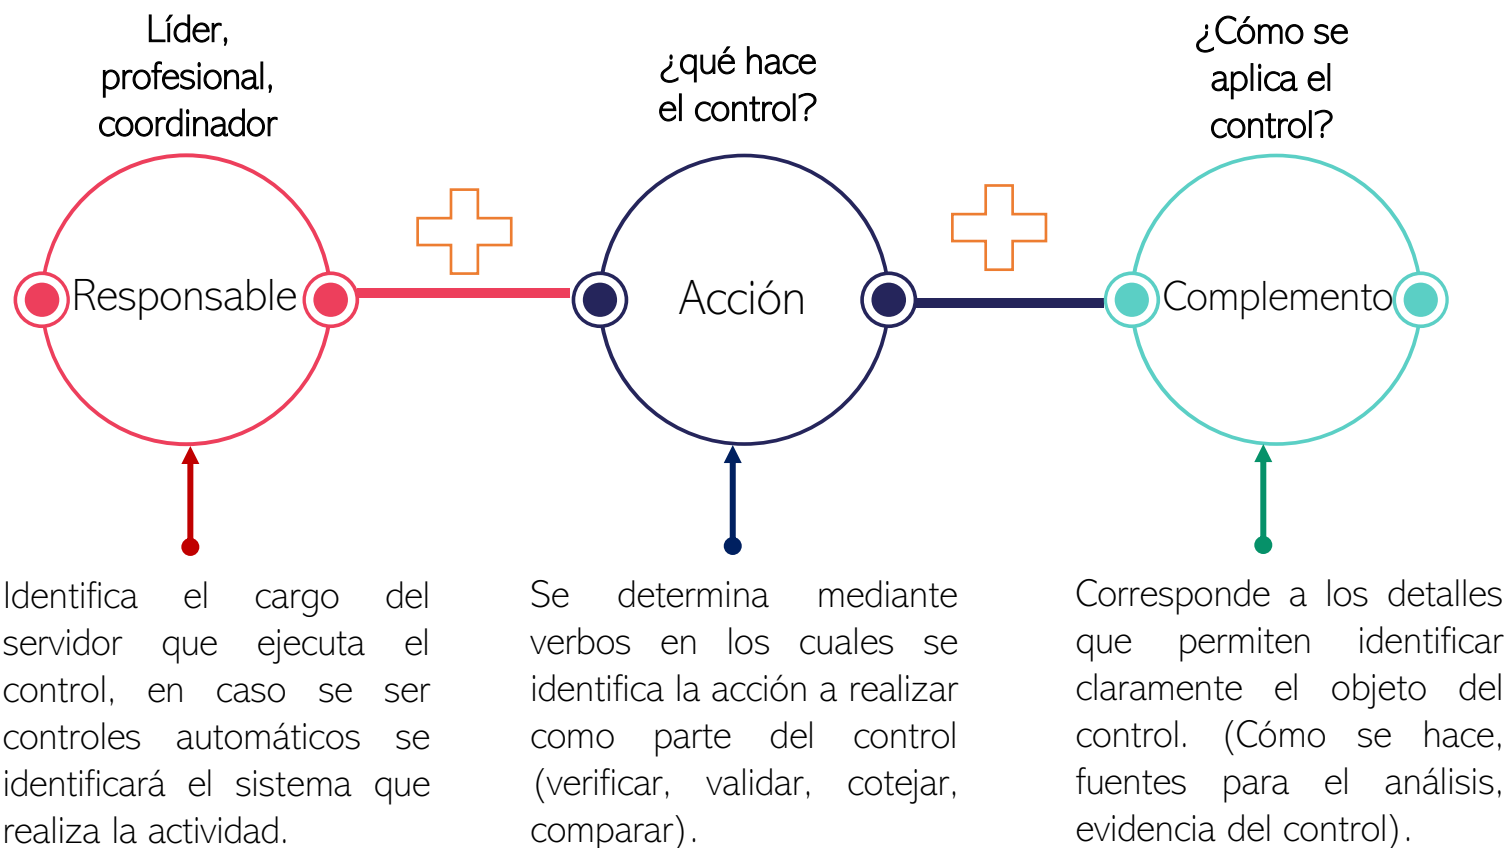 Líder,
profesional,
coordinador
¿qué hace
el control?
¿Cómo se
aplica el
control?
Responsable
Acción
Complemento
Identifica el cargo del
servidor que ejecuta el
control, en caso se ser
controles automáticos se
identificará el sistema que
realiza la actividad.
Se determina mediante
verbos en los cuales se
identifica la acción a realizar
como parte del control
(verificar, validar, cotejar,
comparar).
Corresponde a los detalles
que permiten identificar
claramente el objeto del
control. (Cómo se hace,
fuentes para el análisis,
evidencia del control).